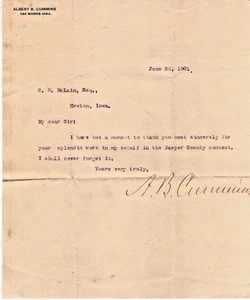 ALBERT B. CUMMINS
DES MOINES, IOWA.
June 26, 1901.
C. O. McLain, Esq.,
Newton, Iowa.
My dear Sir:
I have but a moment to thank you most sincerely for
your splendid work in my behalf in the Jasper County contest.
I shall never forget it.
Yours very truly,
A. B. Cummins